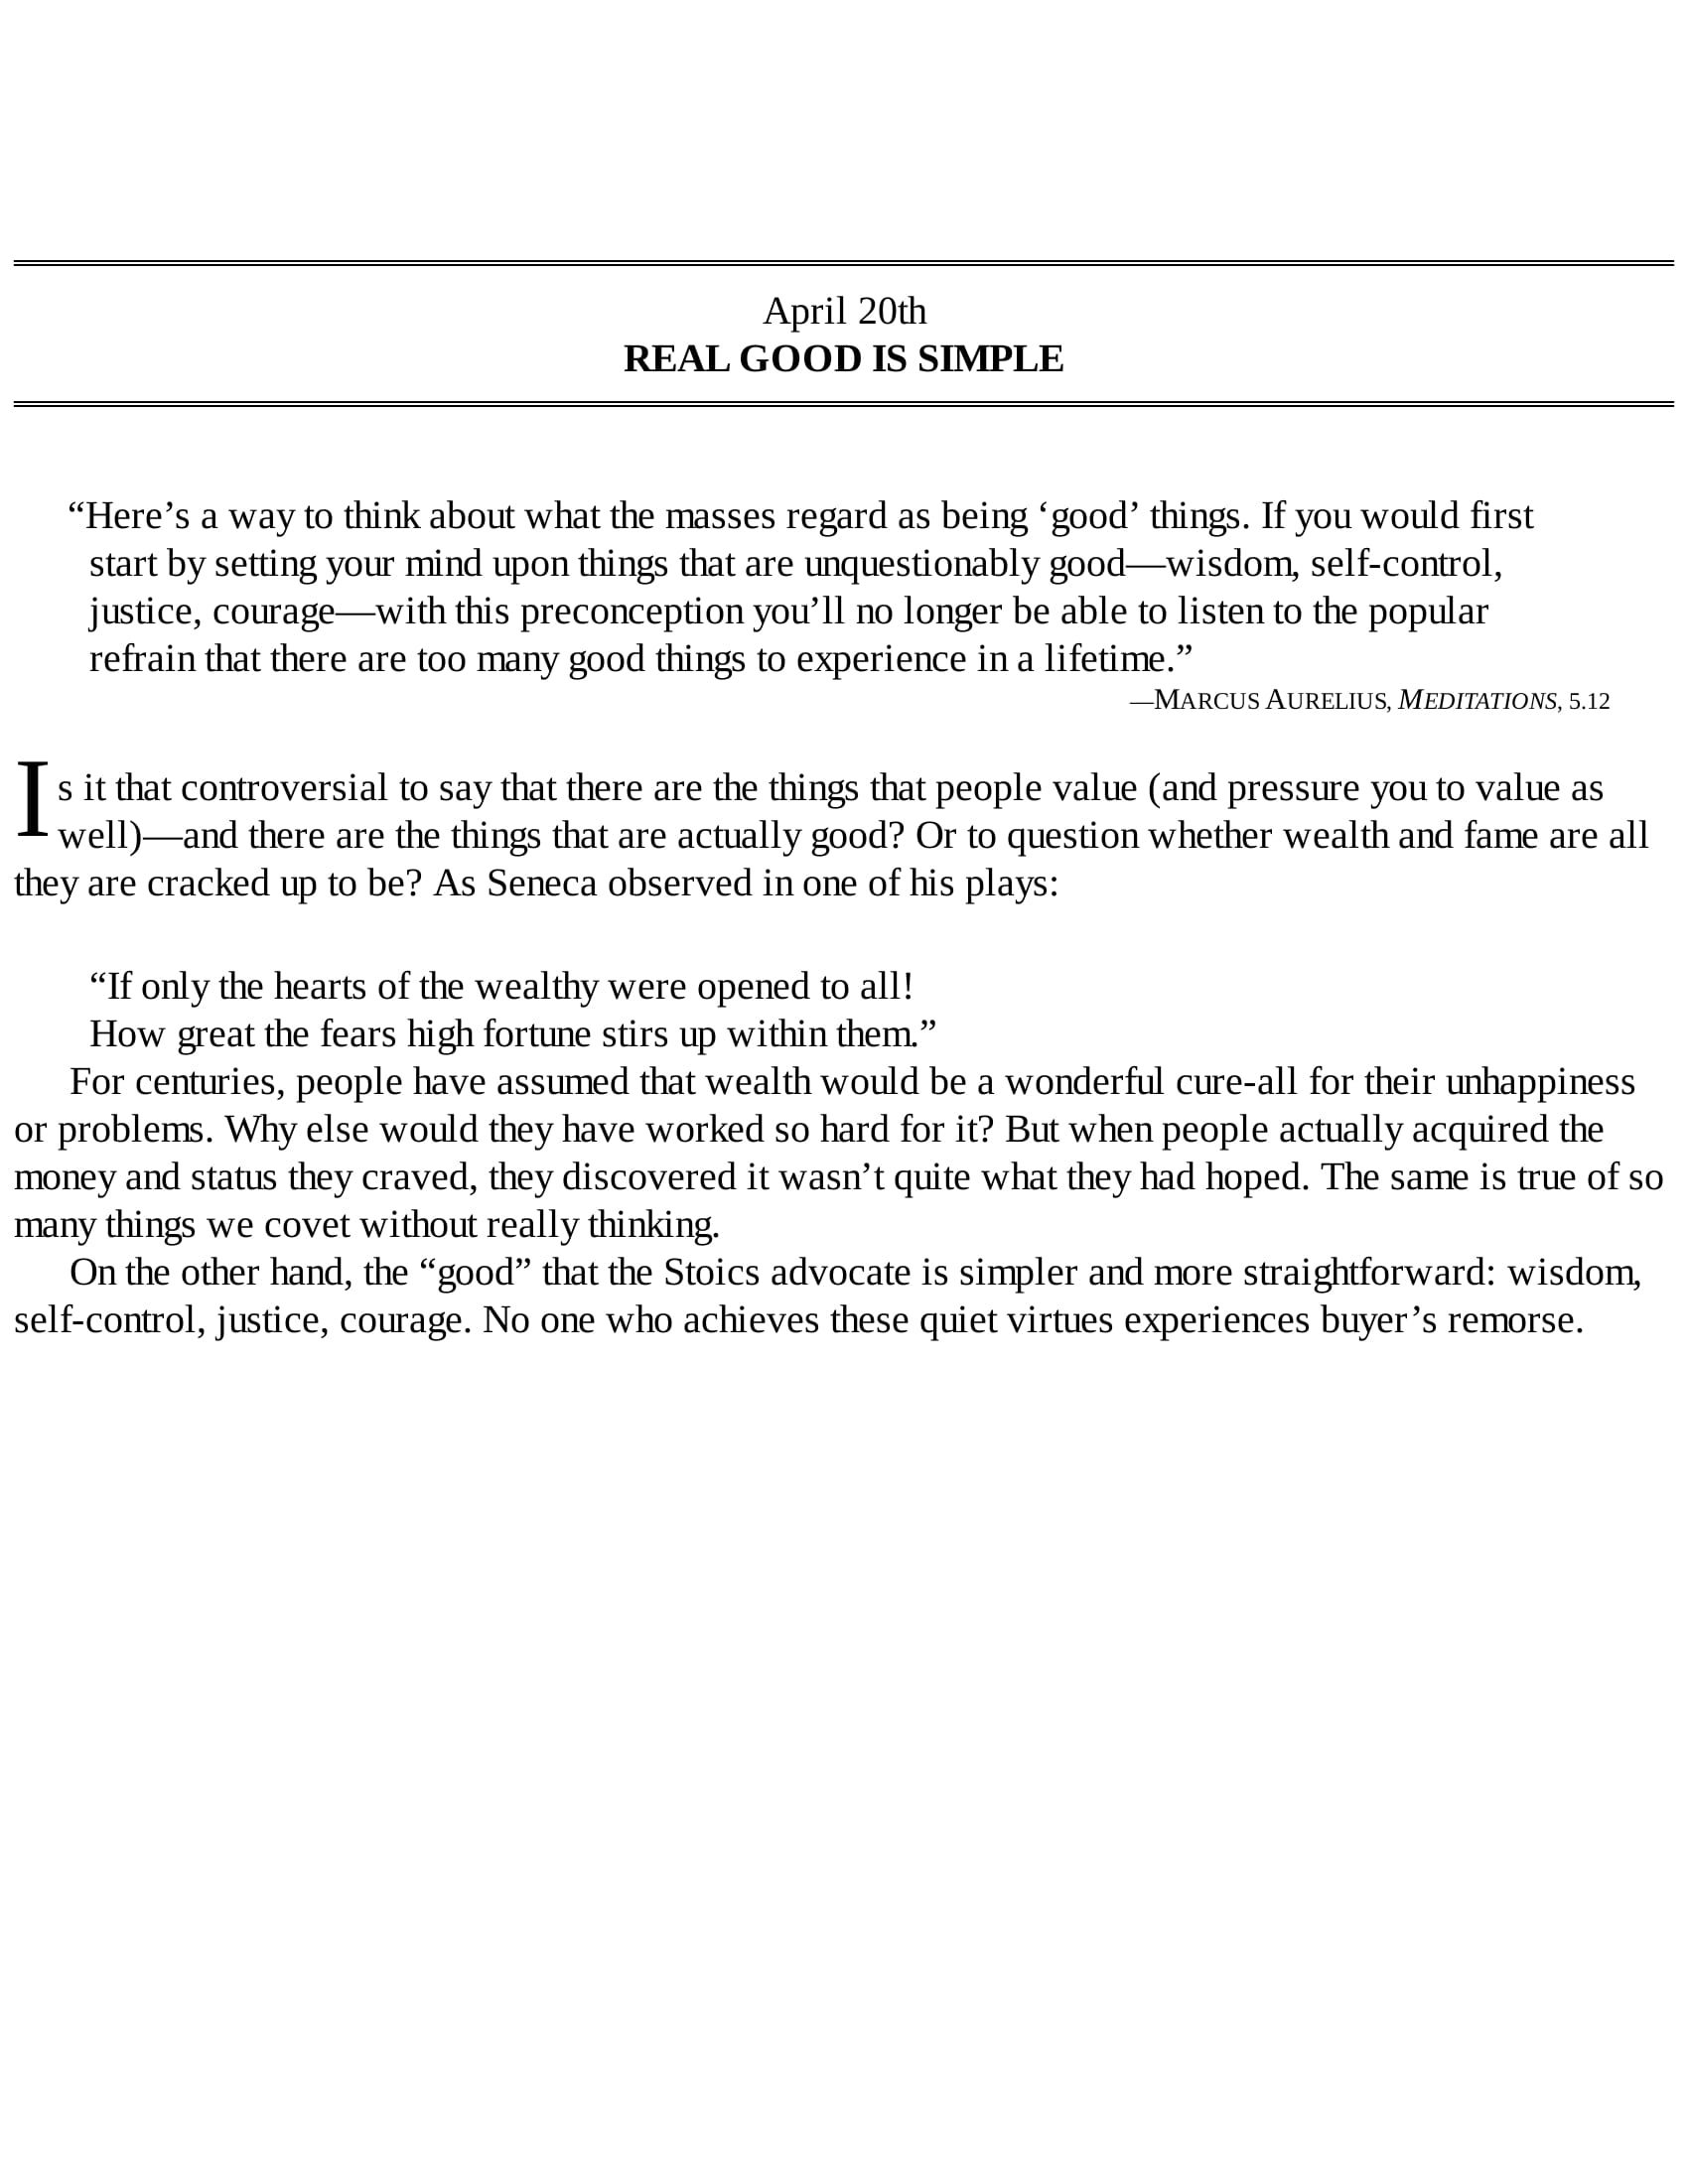 April 20th
REAL GOOD IS SIMPLE
“Here’s a way to think about what the masses regard as being ‘good’ things. If you would first
start by setting your mind upon things that are unquestionably good—wisdom, self-control,
justice, courage—with this preconception you’ll no longer be able to listen to the popular
refrain that there are too many good things to experience in a lifetime.”
—MARCUS AURELIUS, MEDITATIONS, 5.12
Is it that controversial to say that there are the things that people value (and pressure you to value as
well)—and there are the things that are actually good? Or to question whether wealth and fame are all
they are cracked up to be? As Seneca observed in one of his plays:
“If only the hearts of the wealthy were opened to all!
How great the fears high fortune stirs up within them.”
For centuries, people have assumed that wealth would be a wonderful cure-all for their unhappiness
or problems. Why else would they have worked so hard for it? But when people actually acquired the
money and status they craved, they discovered it wasn’t quite what they had hoped. The same is true of so
many things we covet without really thinking.
On the other hand, the “good” that the Stoics advocate is simpler and more straightforward: wisdom,
self-control, justice, courage. No one who achieves these quiet virtues experiences buyer’s remorse.